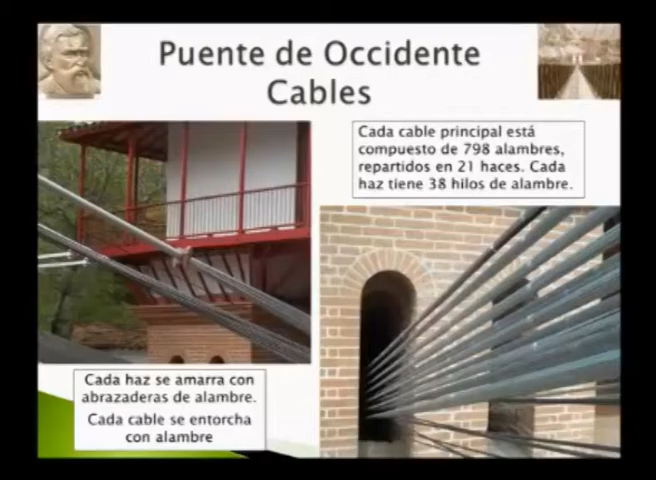 Puente de Occidente
Cables
Cada cable principal está
compuesto de 798 alambres,
repartidos en 21 haces. Cada
haz tiene 38 hilos de alambre.
Cada haz se amarra con
abrazaderas de alambre.
Cada cable se entorcha
con alambre